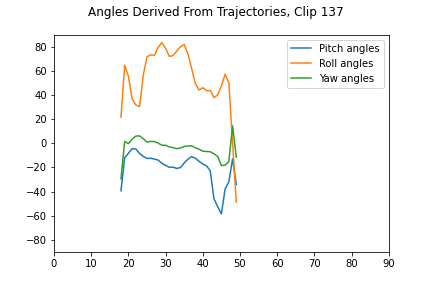 Angles Derived From Trajectories, Clip 137
Pitch angles
Roll angles
Yaw angles
80
60
40
20
0
−20
−40
−60
−80
0 10 20 30 40 50 60 70 80 90